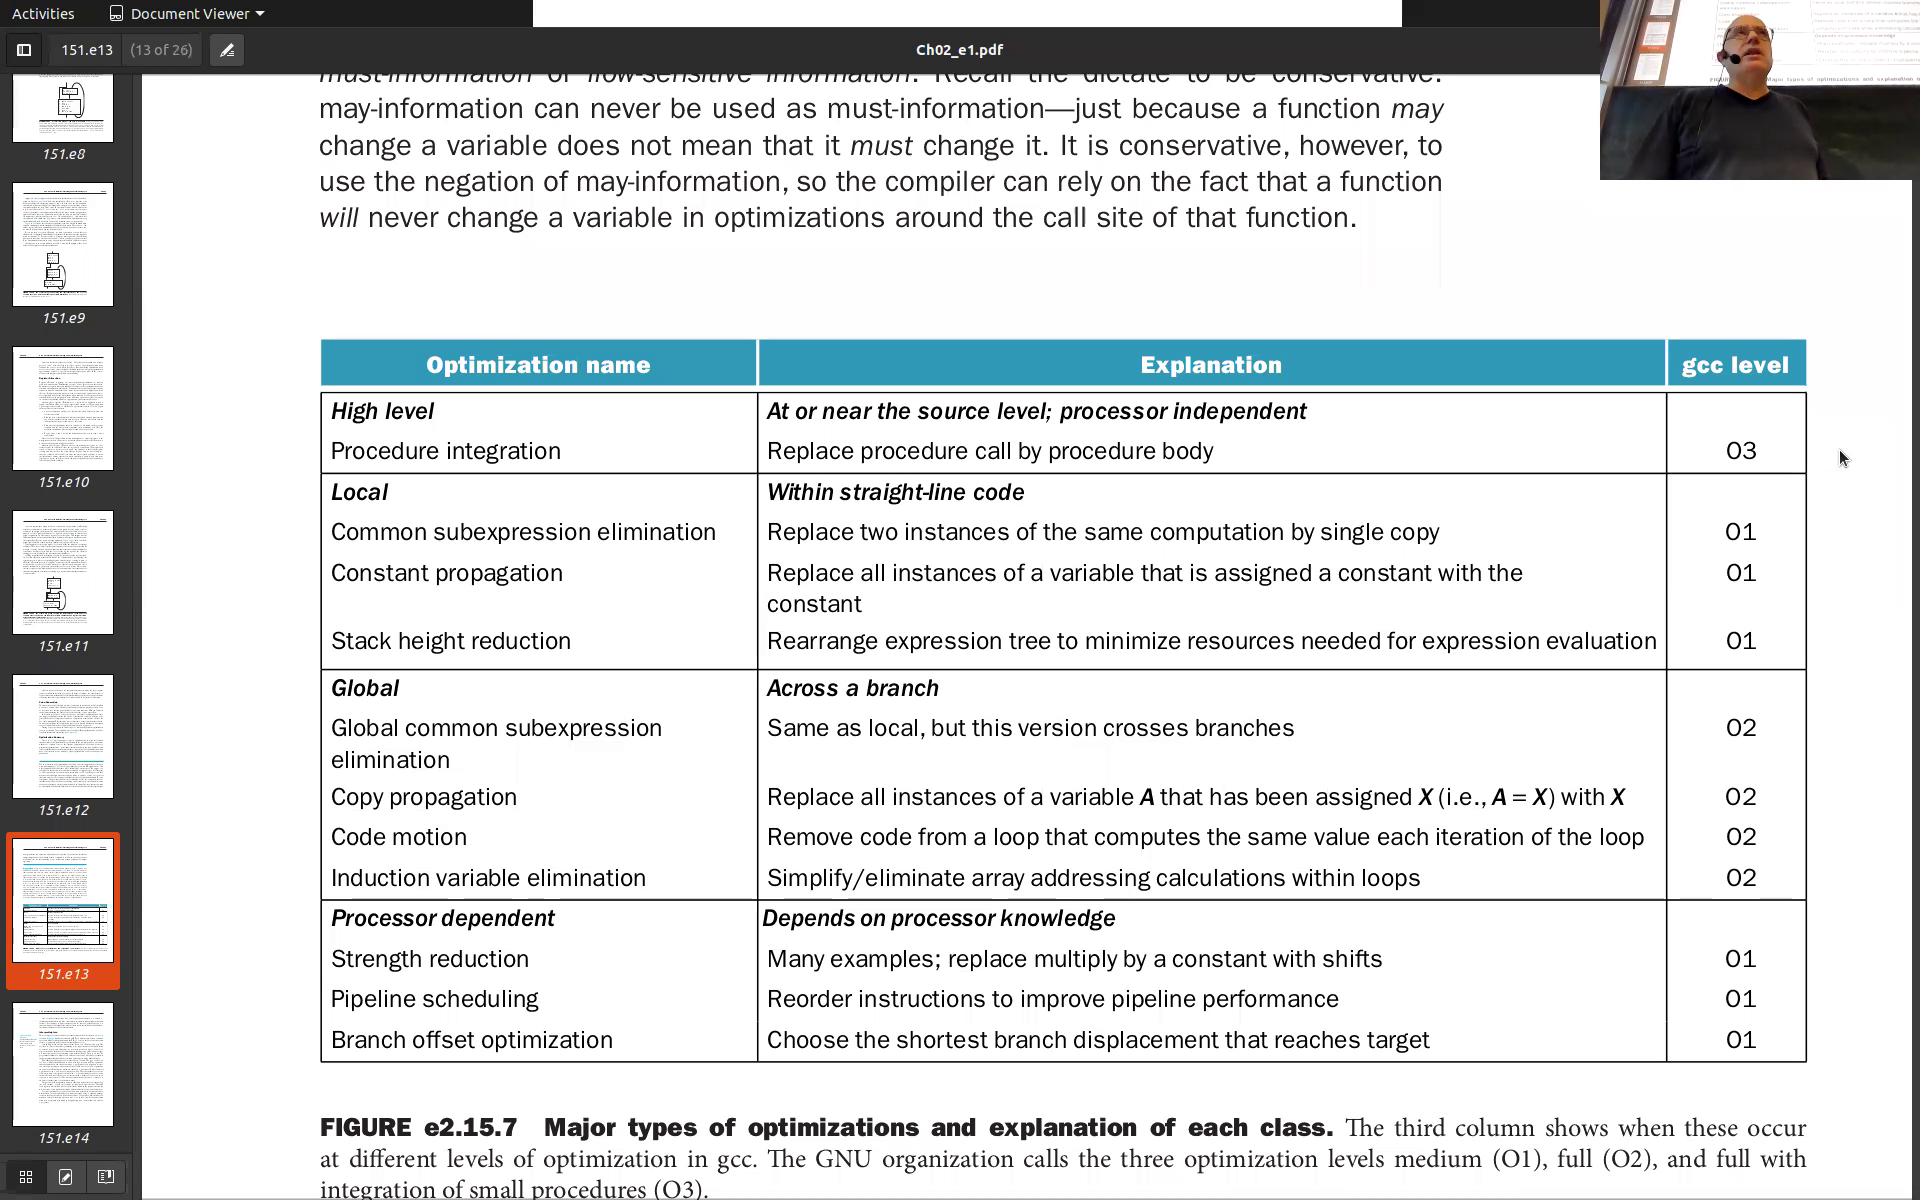 Activities
Document Viewer
151.e13
(13 of 26)
Ch02_e1.pdf
151.e8
151.e9
151.e10
151.e11
151.e12
151.e13
151.e14
must-information or flow-sensitive information. Recall the dictate to be conservative:
may-information can never be used as must-information—just because a function may
change a variable does not mean that it must change it. It is conservative, however, to
use the negation of may-information, so the compiler can rely on the fact that a function
will never change a variable in optimizations around the call site of that function.
Optimization name Explanation gcc level
High level At or near the source level; processor independent
Procedure integration Replace procedure call by procedure body O3
Local Within straight-line code
Common subexpression elimination Replace two instances of the same computation by single copy O1
Constant propagation Replace all instances of a variable that is assigned a constant with the O1
constant
Stack height reduction Rearrange expression tree to minimize resources needed for expression evaluation O1
Global Across a branch
Global common subexpression Same as local, but this version crosses branches O2
elimination
Copy propagation Replace all instances of a variable A that has been assigned X (i.e., A = X) with X O2
Code motion Remove code from a loop that computes the same value each iteration of the loop O2
Induction variable elimination Simplify/eliminate array addressing calculations within loops O2
Processor dependent Depends on processor knowledge
Strength reduction Many examples; replace multiply by a constant with shifts O1
Pipeline scheduling Reorder instructions to improve pipeline performance O1
Branch offset optimization Choose the shortest branch displacement that reaches target O1
FIGURE e2.15.7 Major types of optimizations and explanation of each class. The third column shows when these occur
at different levels of optimization in gcc. The GNU organization calls the three optimization levels medium (O1), full (O2), and full with
integration of small procedures (O3).